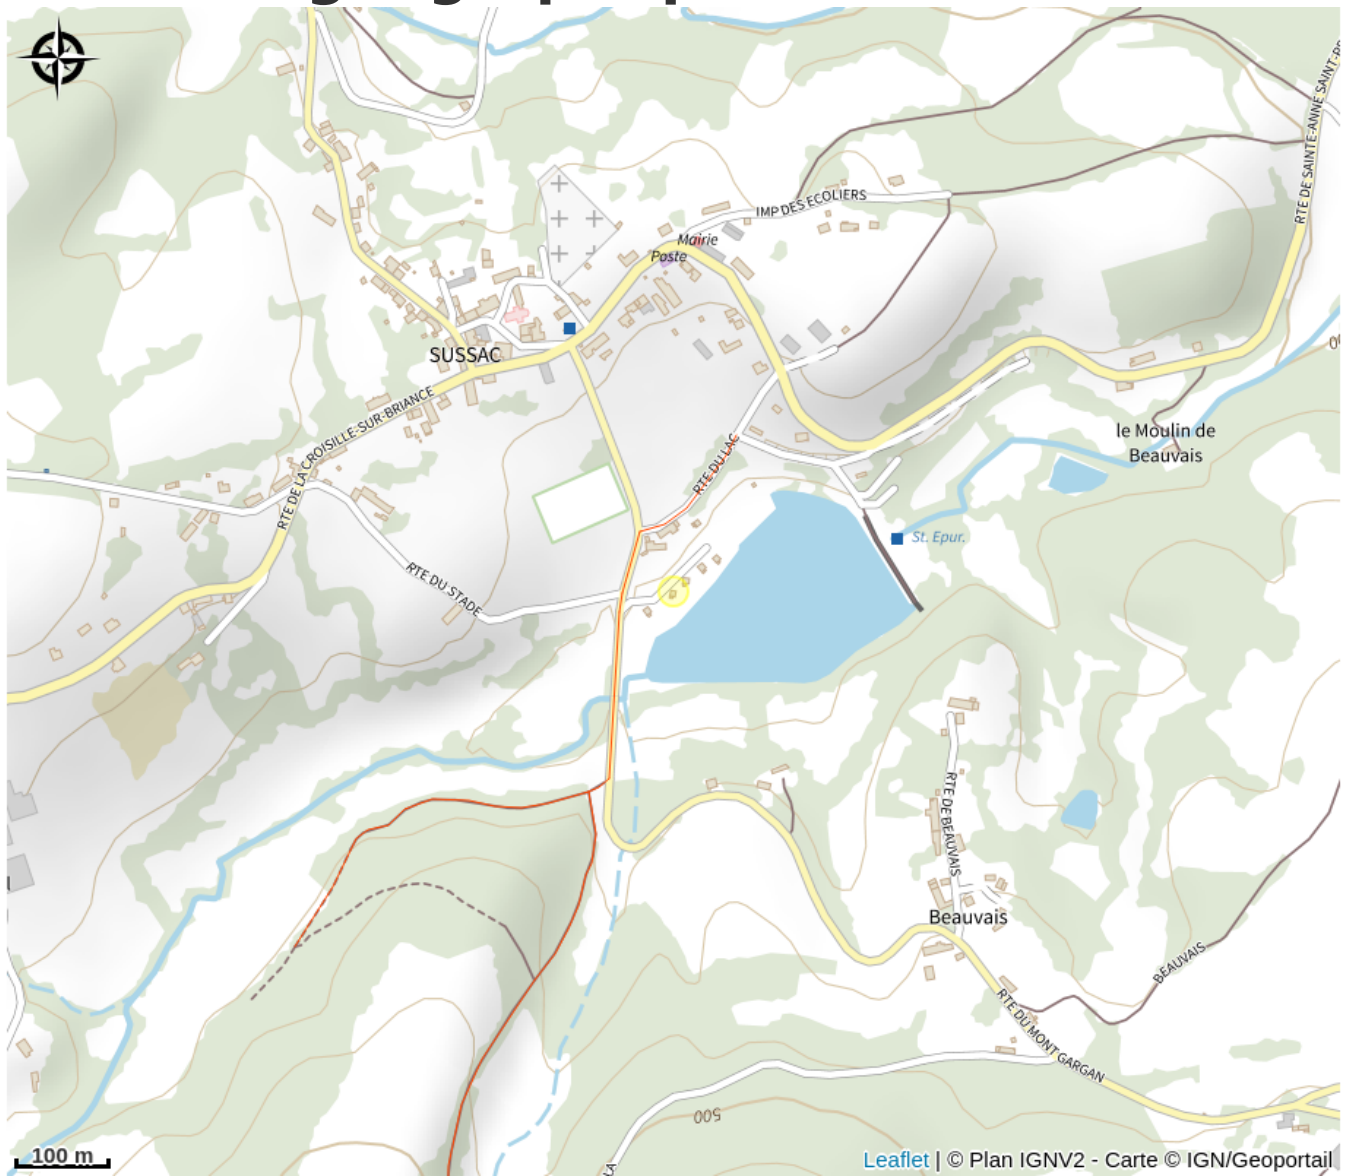 RTE DE SAINTE-ANNE SAINT-PR
IMP DES ECOLIERS
Mairie
Poste
SUSSAC
RTE DE LA CROISILLE-SUR-BRIANCE
RTE DU LAC
le Moulin de
Beauvais
St. Epur.
RTE DU STADE
RTE DE BEAUVAIS
Beauvais
BEAUVAIS
RTE DU MONT GARGAN
500
LA
100 m
Leaflet | © Plan IGNV2 - Carte © IGN/Geoportail